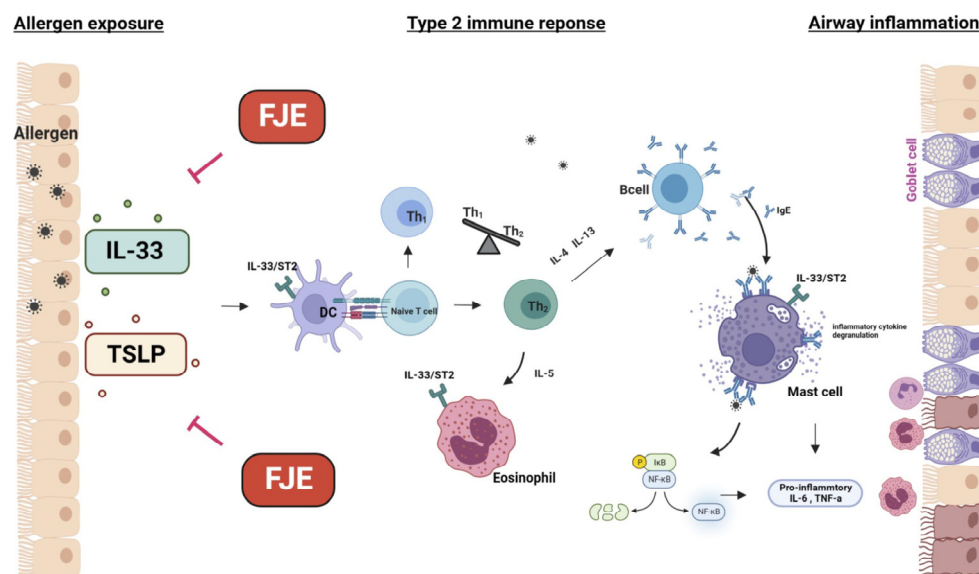 Allergen exposure
Type 2 immune reponse
Airway inflammation
FJE
Allergen
IL-33
TSLP
FJE
IL-33/ST2
DC
Naive T cell
Th₁
Th₁
Th₂
Th₂
IL-4 IL-13
IL-5
IL-33/ST2
Eosinophil
Bcell
IgE
IL-33/ST2
inflammatory cytokine
degranulation
Mast cell
P
IκB
NF-κB
NF-κB
Pro-inflammtory
IL-6 , TNF-a
Goblet cell